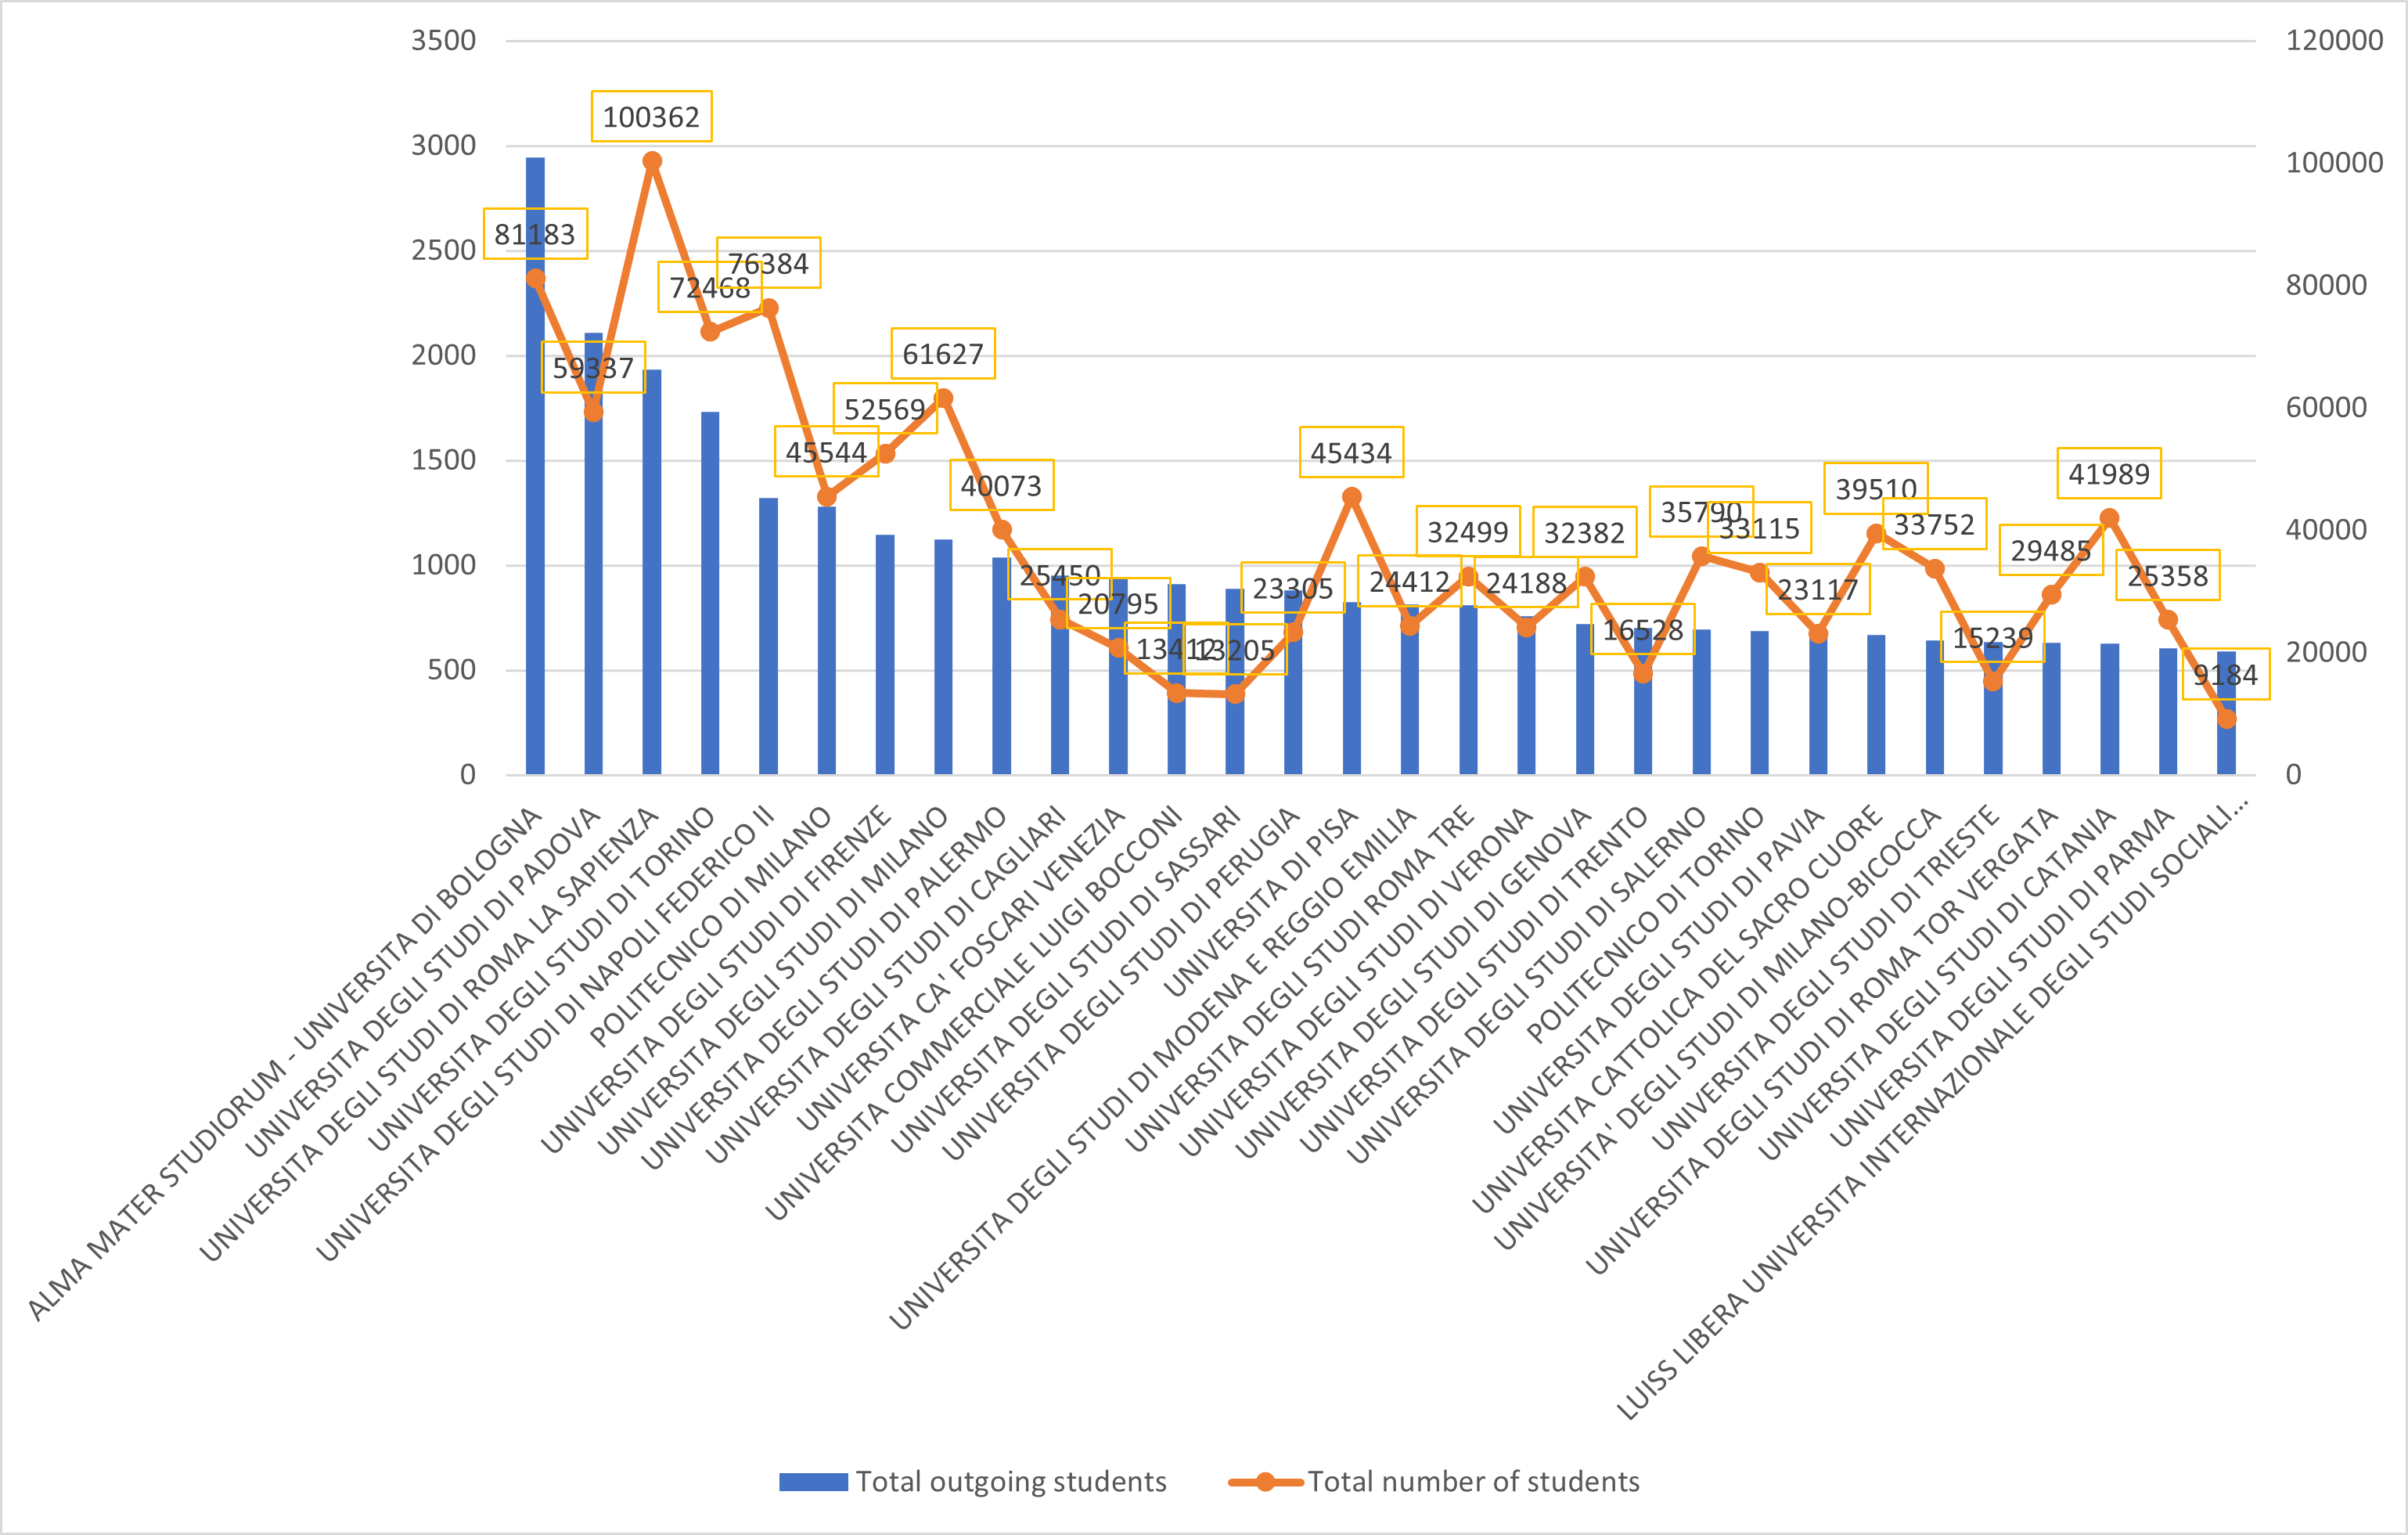 3500
3000
2500
2000
1500
1000
500
0
120000
100000
80000
60000
40000
20000
0
81183
59337
100362
72468
76384
45544
52569
61627
40073
25450
20795
13412
13205
23305
45434
24412
32499
24188
32382
16528
35790
33115
23117
39510
33752
15239
29485
41989
25358
9184
ALMA MATER STUDIORUM - UNIVERSITA DI BOLOGNA
UNIVERSITA DEGLI STUDI DI PADOVA
UNIVERSITA DEGLI STUDI DI ROMA LA SAPIENZA
UNIVERSITA DEGLI STUDI DI TORINO
UNIVERSITA DEGLI STUDI DI NAPOLI FEDERICO II
POLITECNICO DI MILANO
UNIVERSITA DEGLI STUDI DI FIRENZE
UNIVERSITA DEGLI STUDI DI MILANO
UNIVERSITA DEGLI STUDI DI PALERMO
UNIVERSITA DEGLI STUDI DI CAGLIARI
UNIVERSITA CA' FOSCARI VENEZIA
UNIVERSITA COMMERCIALE LUIGI BOCCONI
UNIVERSITA DEGLI STUDI DI SASSARI
UNIVERSITA DEGLI STUDI DI PERUGIA
UNIVERSITA DI PISA
UNIVERSITA DEGLI STUDI DI MODENA E REGGIO EMILIA
UNIVERSITA DEGLI STUDI ROMA TRE
UNIVERSITA DEGLI STUDI DI VERONA
UNIVERSITA DEGLI STUDI DI GENOVA
UNIVERSITA DEGLI STUDI DI TRENTO
UNIVERSITA DEGLI STUDI DI SALERNO
POLITECNICO DI TORINO
UNIVERSITA DEGLI STUDI DI PAVIA
UNIVERSITA CATTOLICA DEL SACRO CUORE
UNIVERSITA' DEGLI STUDI DI MILANO-BICOCCA
UNIVERSITA DEGLI STUDI DI TRIESTE
UNIVERSITA DEGLI STUDI DI ROMA TOR VERGATA
UNIVERSITA DEGLI STUDI DI CATANIA
UNIVERSITA DEGLI STUDI DI PARMA
LUISS LIBERA UNIVERSITA INTERNAZIONALE DEGLI STUDI SOCIALI...
Total outgoing students
Total number of students